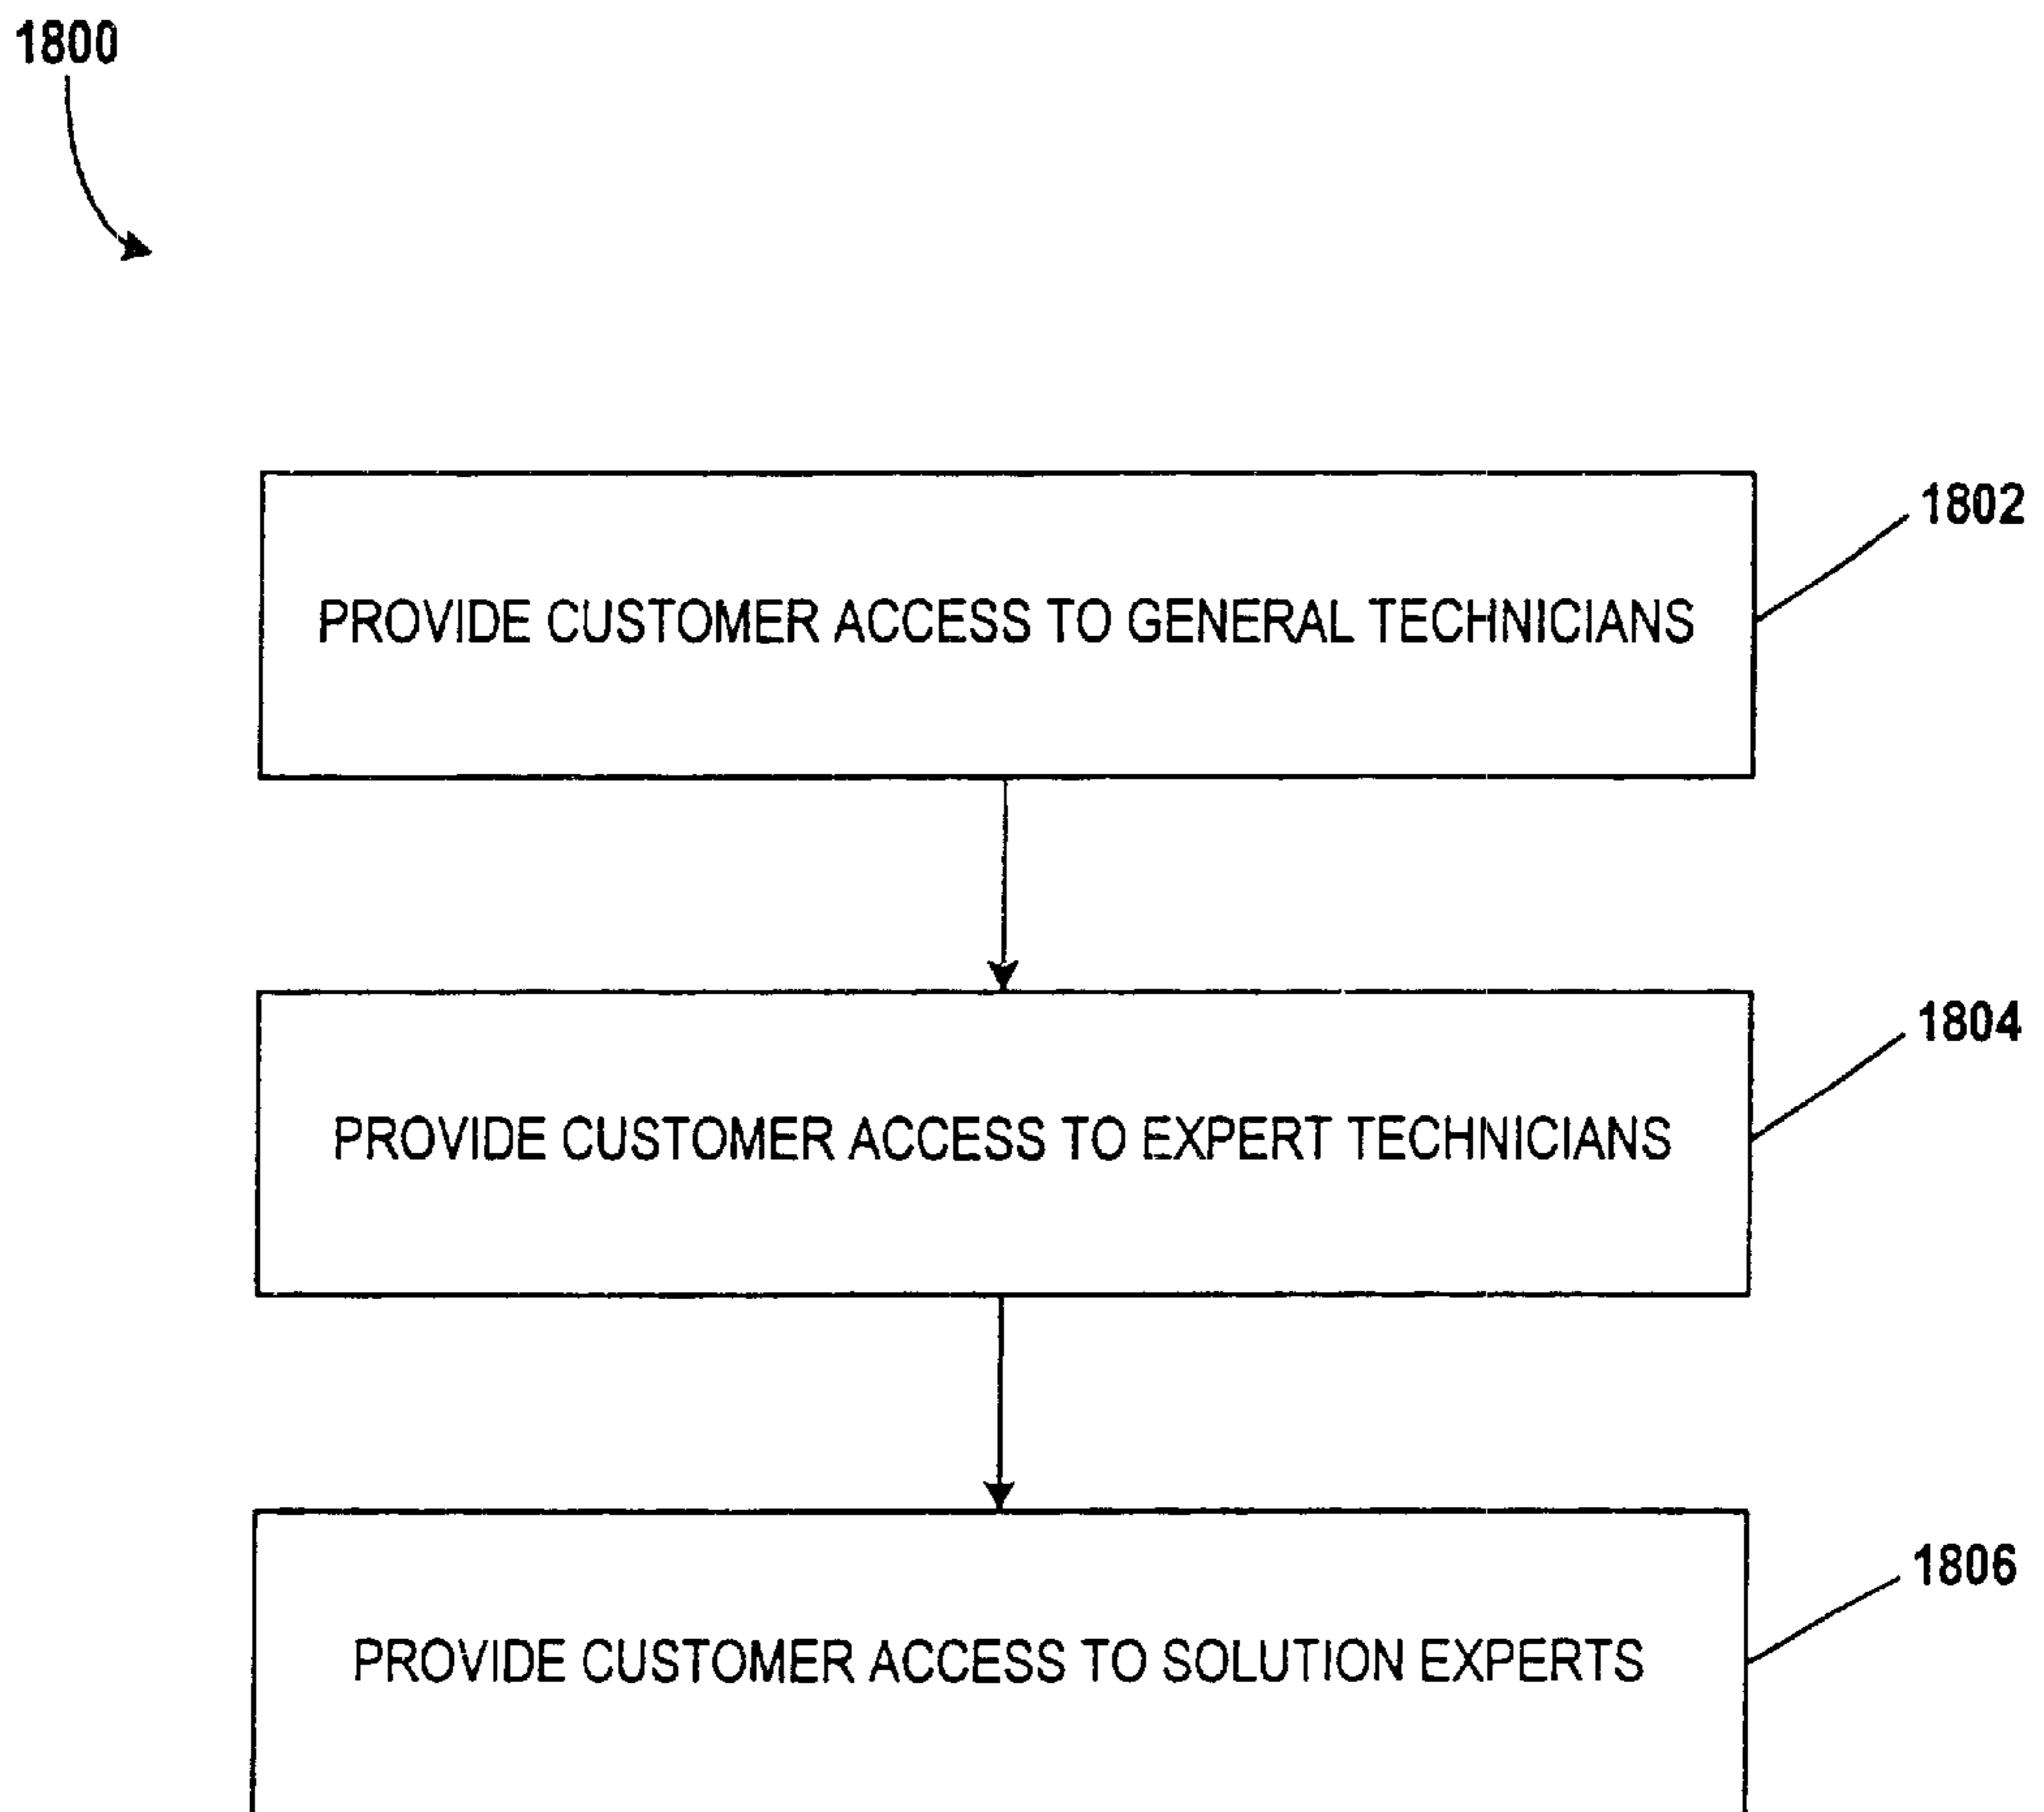 1800
1802
PROVIDE CUSTOMER ACCESS TO GENERAL TECHNICIANS
1804
PROVIDE CUSTOMER ACCESS TO EXPERT TECHNICIANS
1806
PROVIDE CUSTOMER ACCESS TO SOLUTION EXPERTS